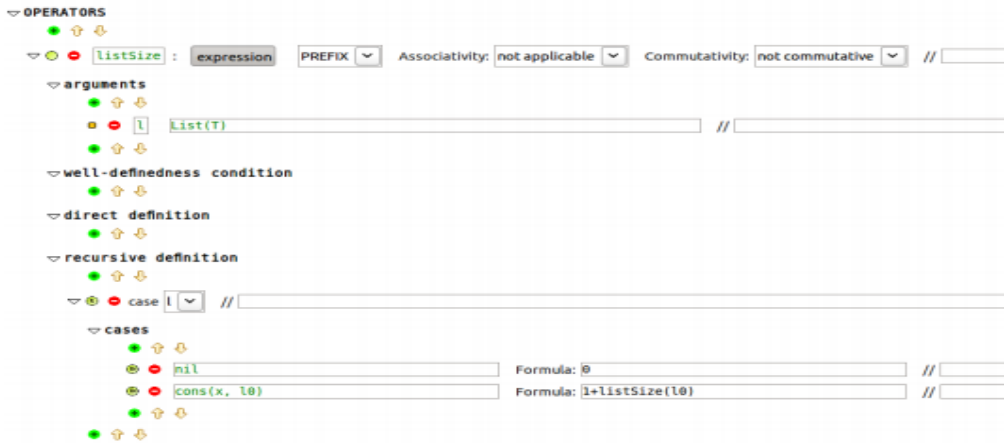 OPERATORS
listSize : expression PREFIX Associativity: not applicable Commutativity: not commutative //
arguments
l List(T) //
well-definedness condition
direct definition
recursive definition
case l //
cases
nil Formula: 0 //
cons(x, l0) Formula: 1+listSize(l0) //